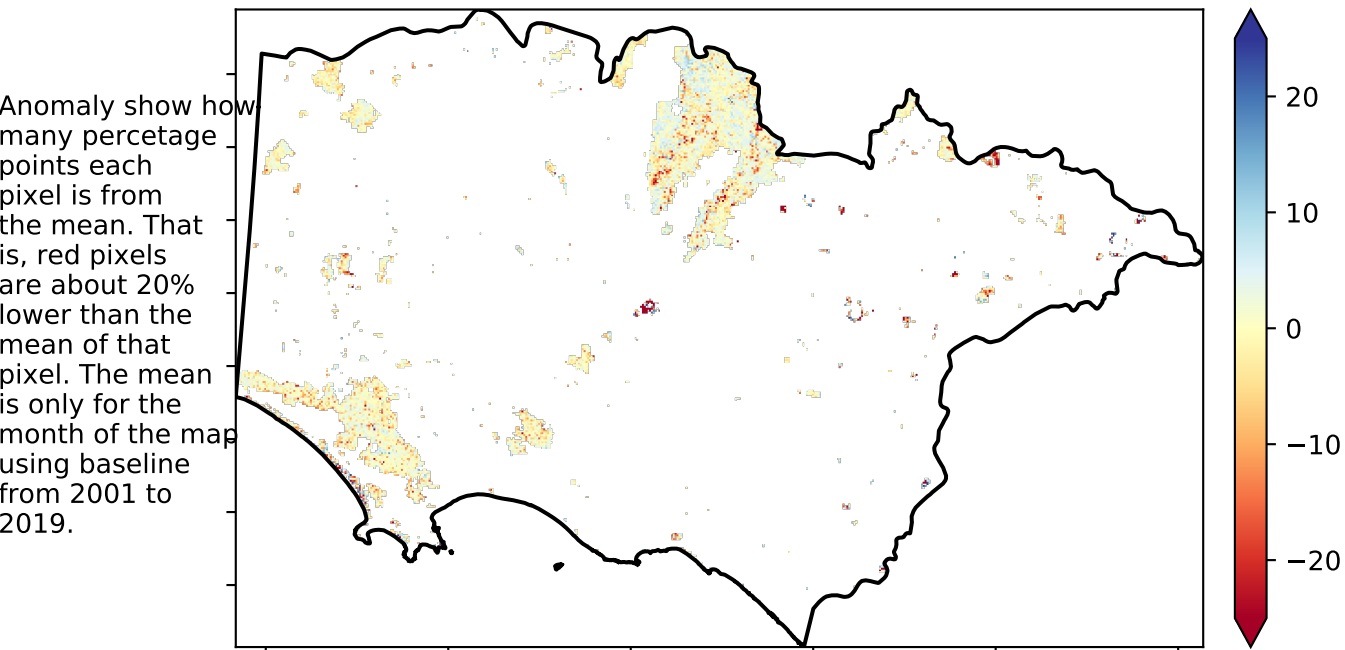 Anomaly show how
many percetage
points each
pixel is from
the mean. That
is, red pixels
are about 20%
lower than the
mean of that
pixel. The mean
is only for the
month of the map
using baseline
from 2001 to
2019.
20
10
0
−10
−20